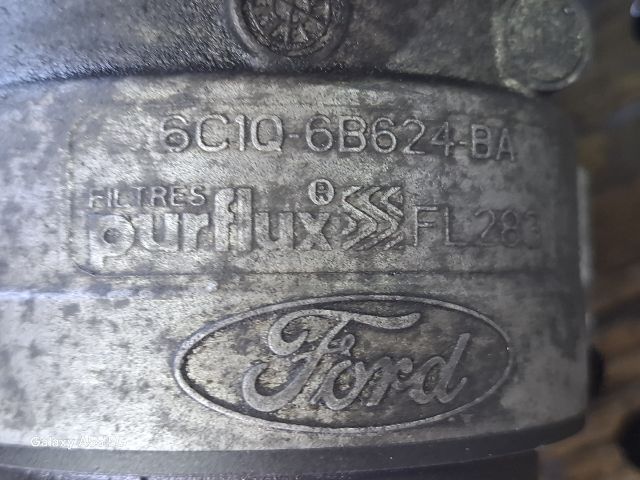 6C1Q-6B624-BA
FILTRES
purflux® FL283
Ford